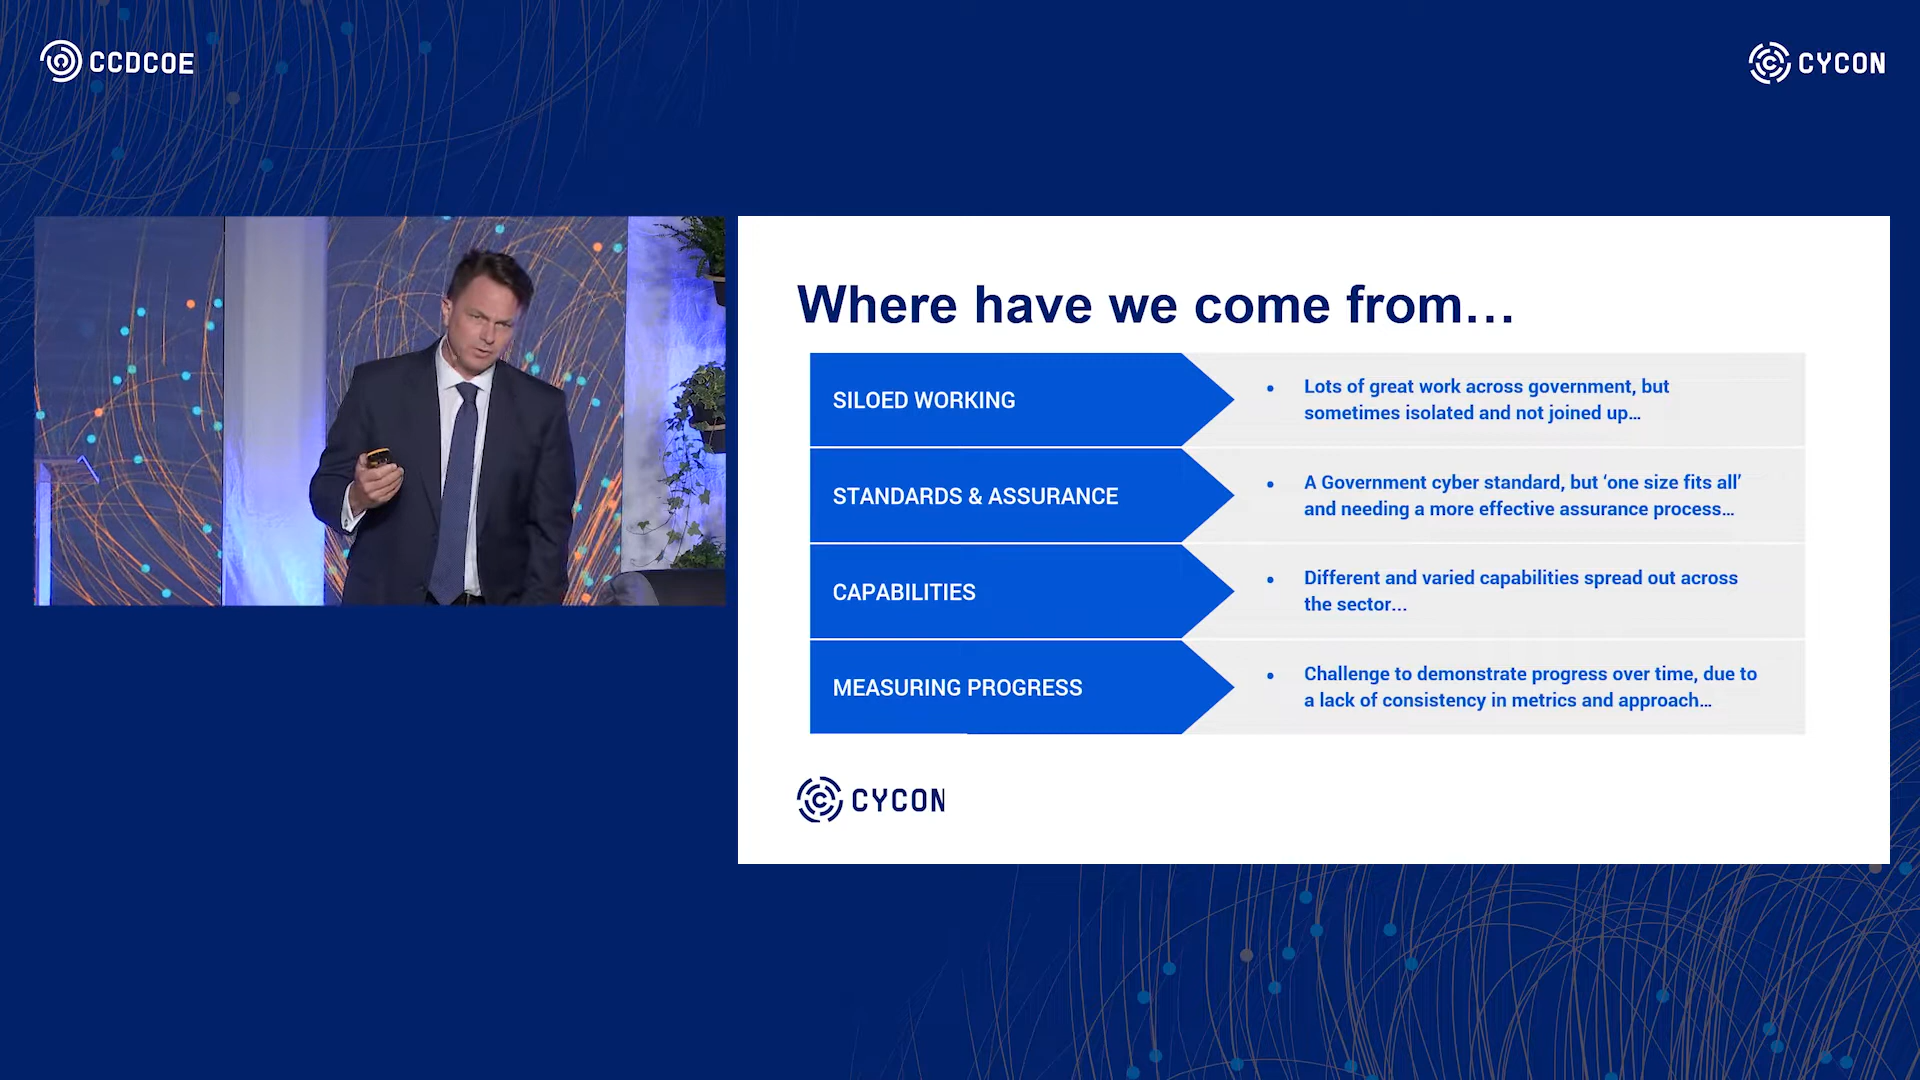 CCDCOE
CYCON
Where have we come from…
SILOED WORKING
• Lots of great work across government, but
sometimes isolated and not joined up…
STANDARDS & ASSURANCE
• A Government cyber standard, but ‘one size fits all’
and needing a more effective assurance process…
CAPABILITIES
• Different and varied capabilities spread out across
the sector…
MEASURING PROGRESS
• Challenge to demonstrate progress over time, due to
a lack of consistency in metrics and approach…
CYCON